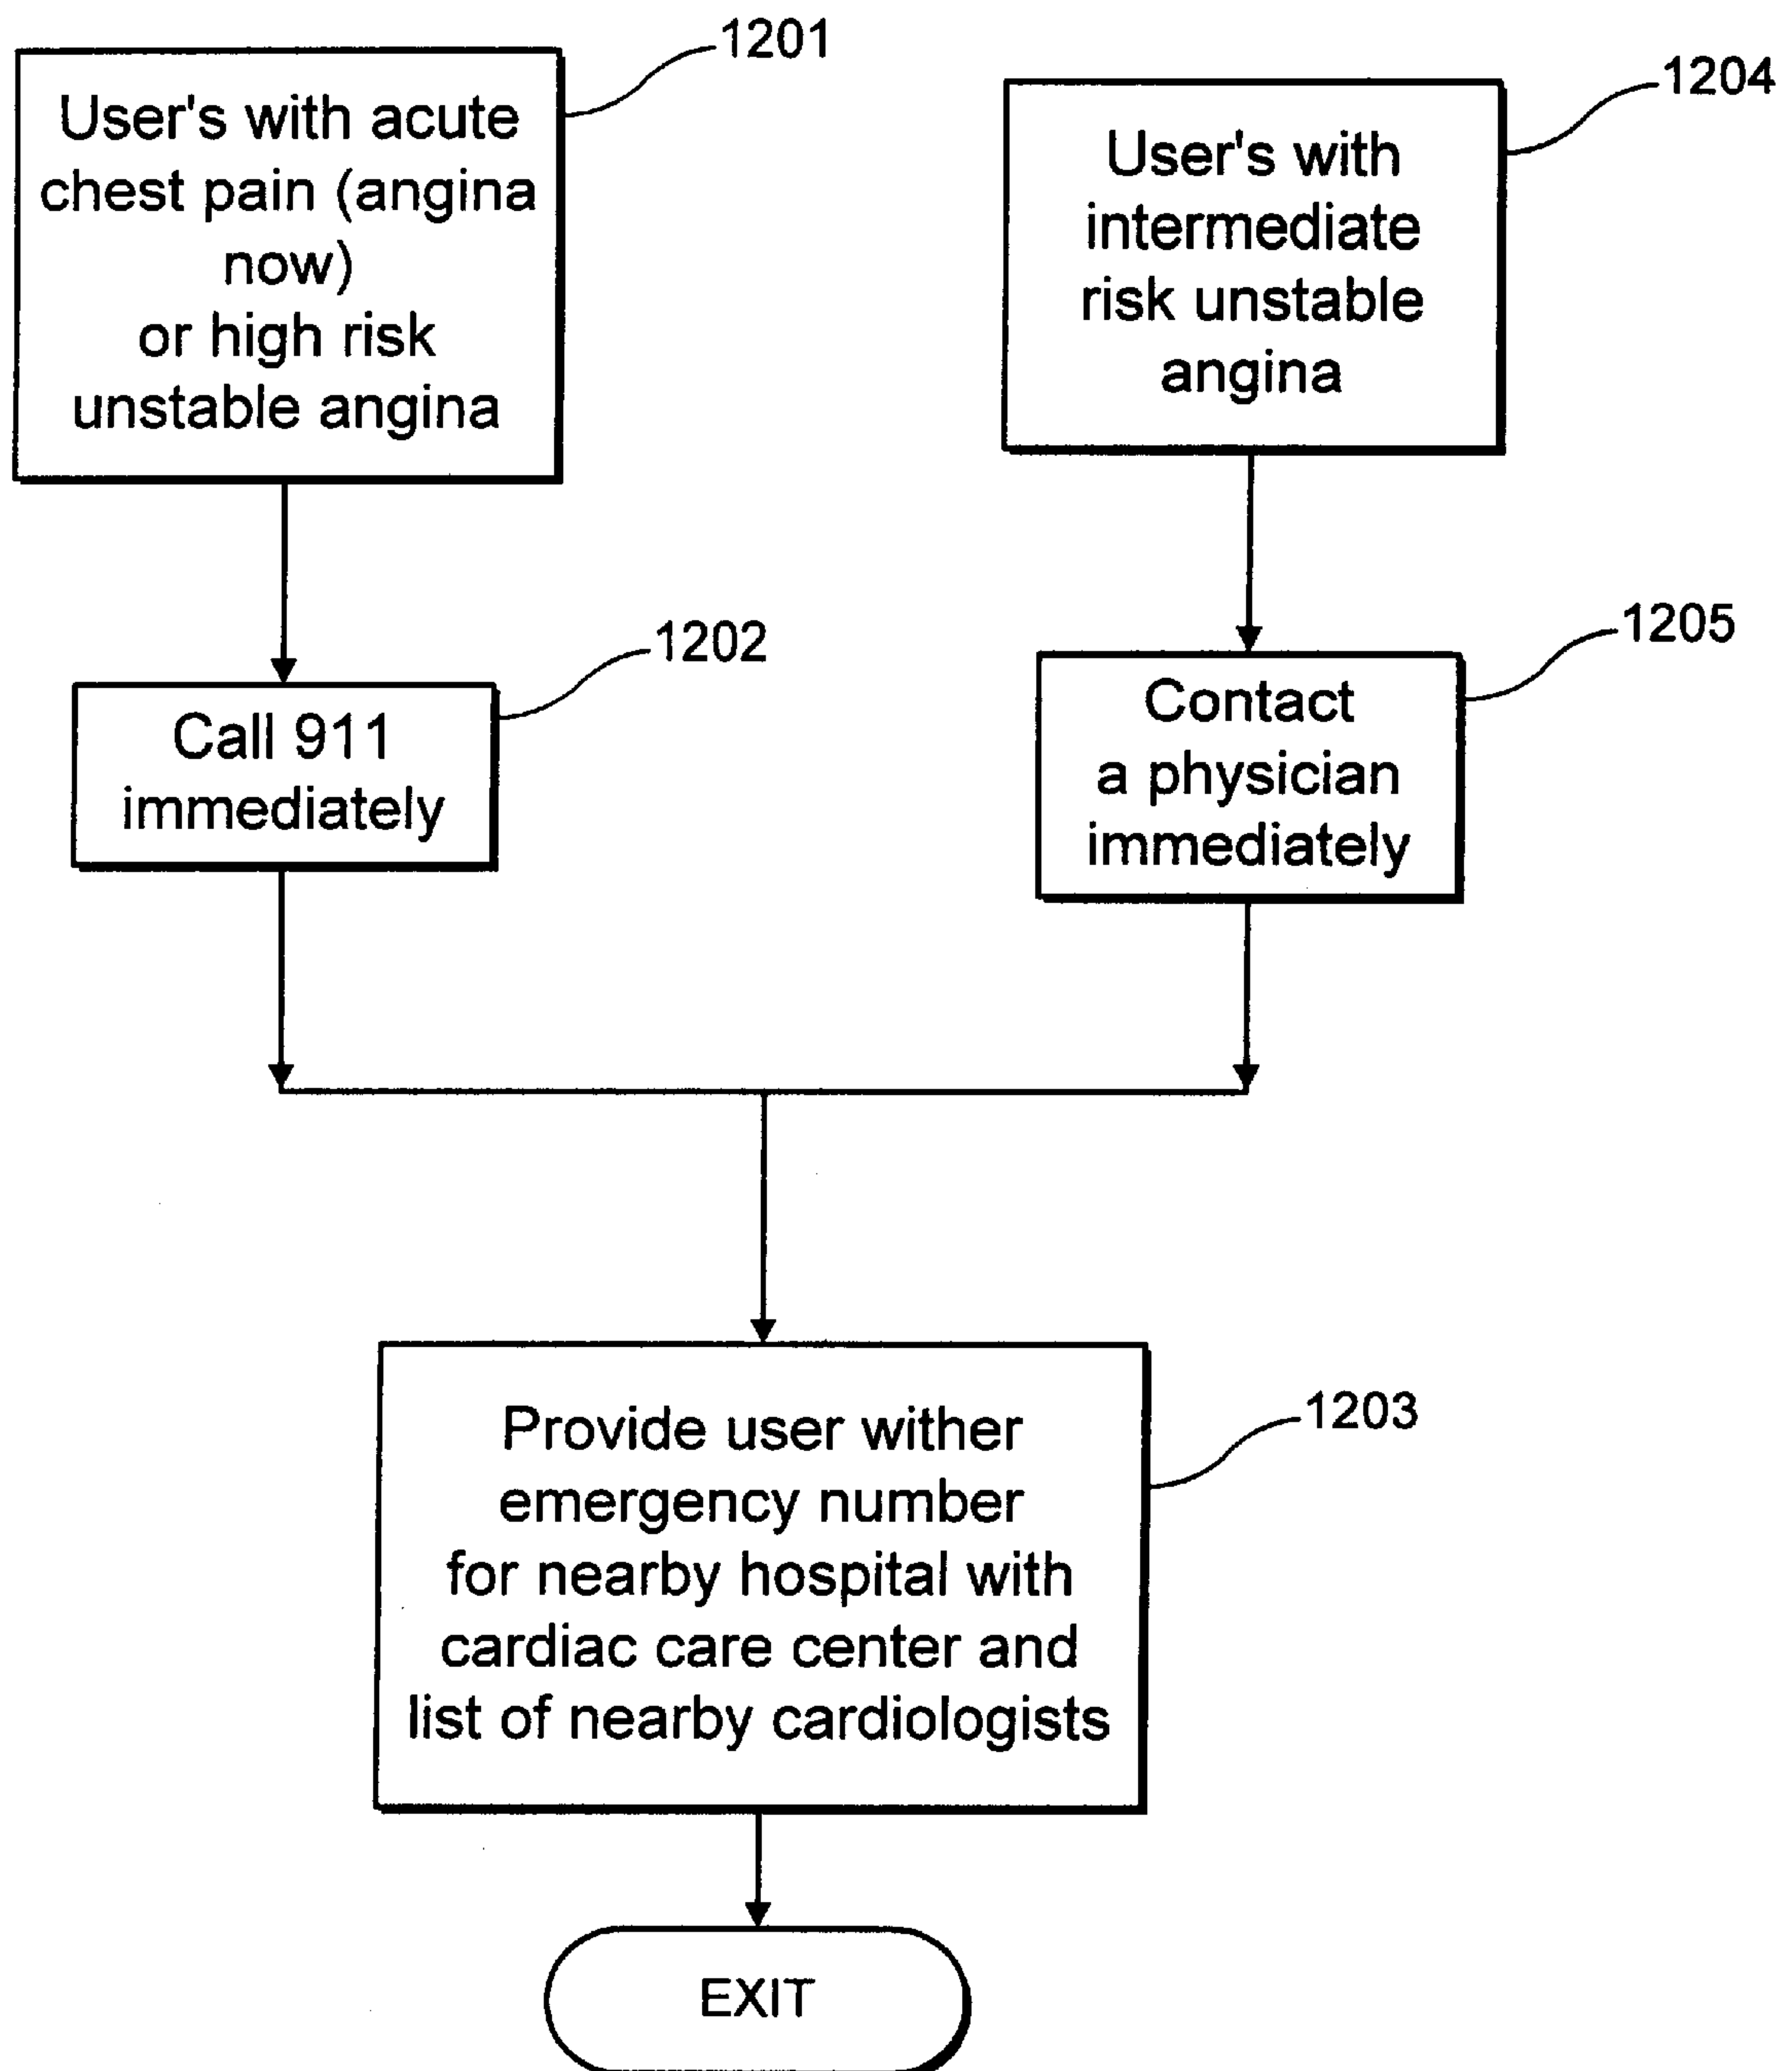 1201
User's with acute
chest pain (angina
now)
or high risk
unstable angina
1204
User's with
intermediate
risk unstable
angina
1202
Call 911
immediately
1205
Contact
a physician
immediately
1203
Provide user wither
emergency number
for nearby hospital with
cardiac care center and
list of nearby cardiologists
EXIT